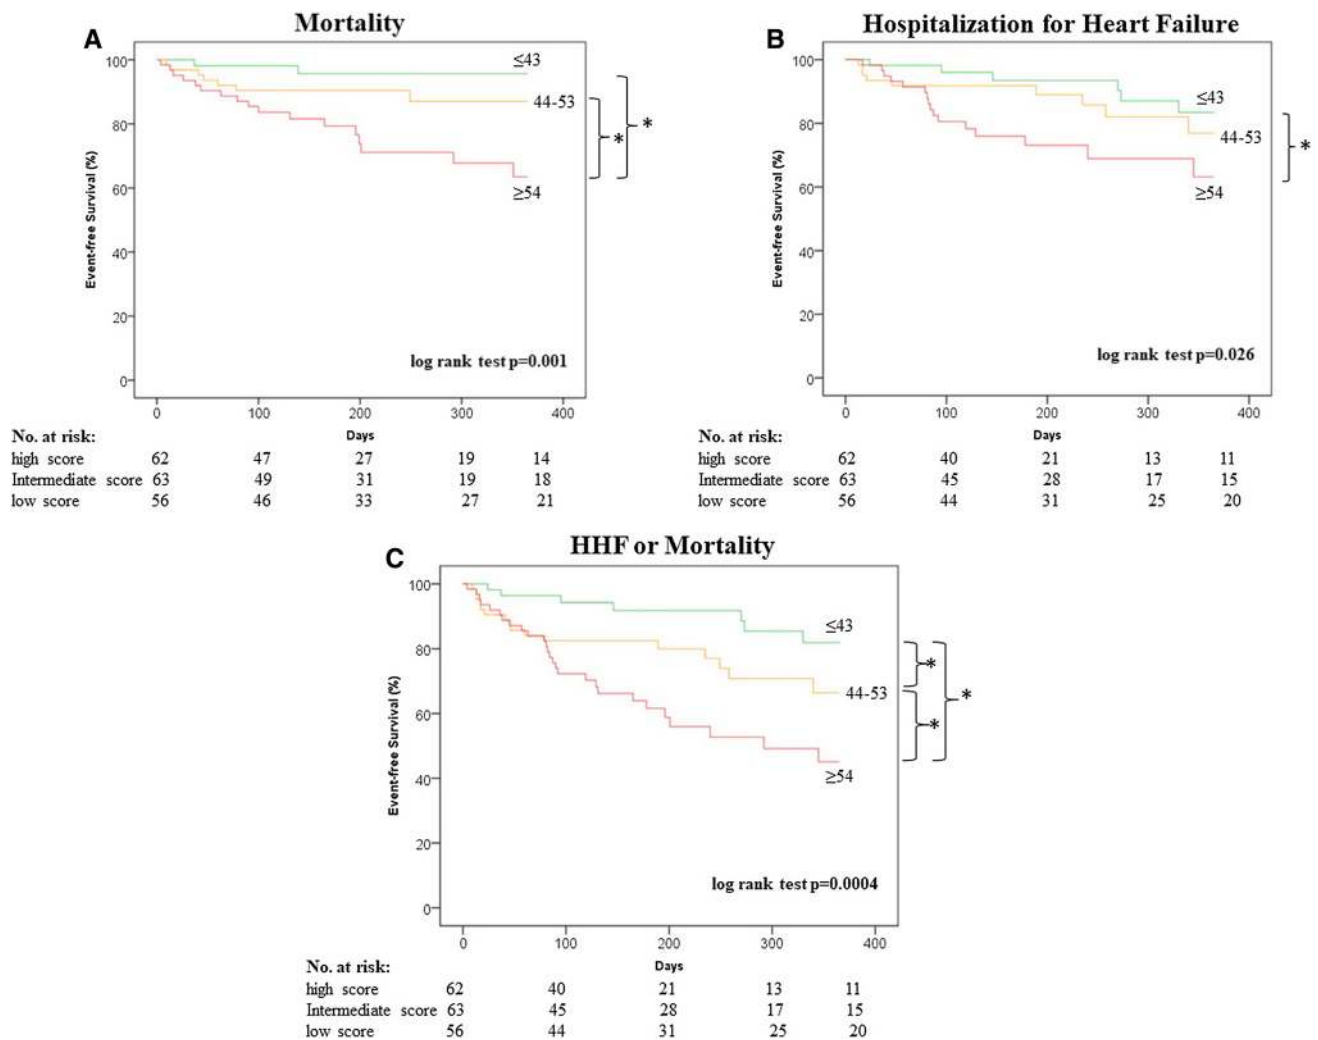 A
Mortality
Event-free Survival (%)
100
80
60
40
20
0
≤43
44-53
≥54
*
*
log rank test p=0.001
0 100 200 300 400
Days
No. at risk:
high score 62 47 27 19 14
Intermediate score 63 49 31 19 18
low score 56 46 33 27 21
B
Hospitalization for Heart Failure
Event-free Survival (%)
100
80
60
40
20
0
≤43
44-53
≥54
*
log rank test p=0.026
0 100 200 300 400
Days
No. at risk:
high score 62 40 21 13 11
Intermediate score 63 45 28 17 15
low score 56 44 31 25 20
C
HHF or Mortality
Event-free Survival (%)
100
80
60
40
20
0
≤43
44-53
≥54
*
*
*
log rank test p=0.0004
0 100 200 300 400
Days
No. at risk:
high score 62 40 21 13 11
Intermediate score 63 45 28 17 15
low score 56 44 31 25 20